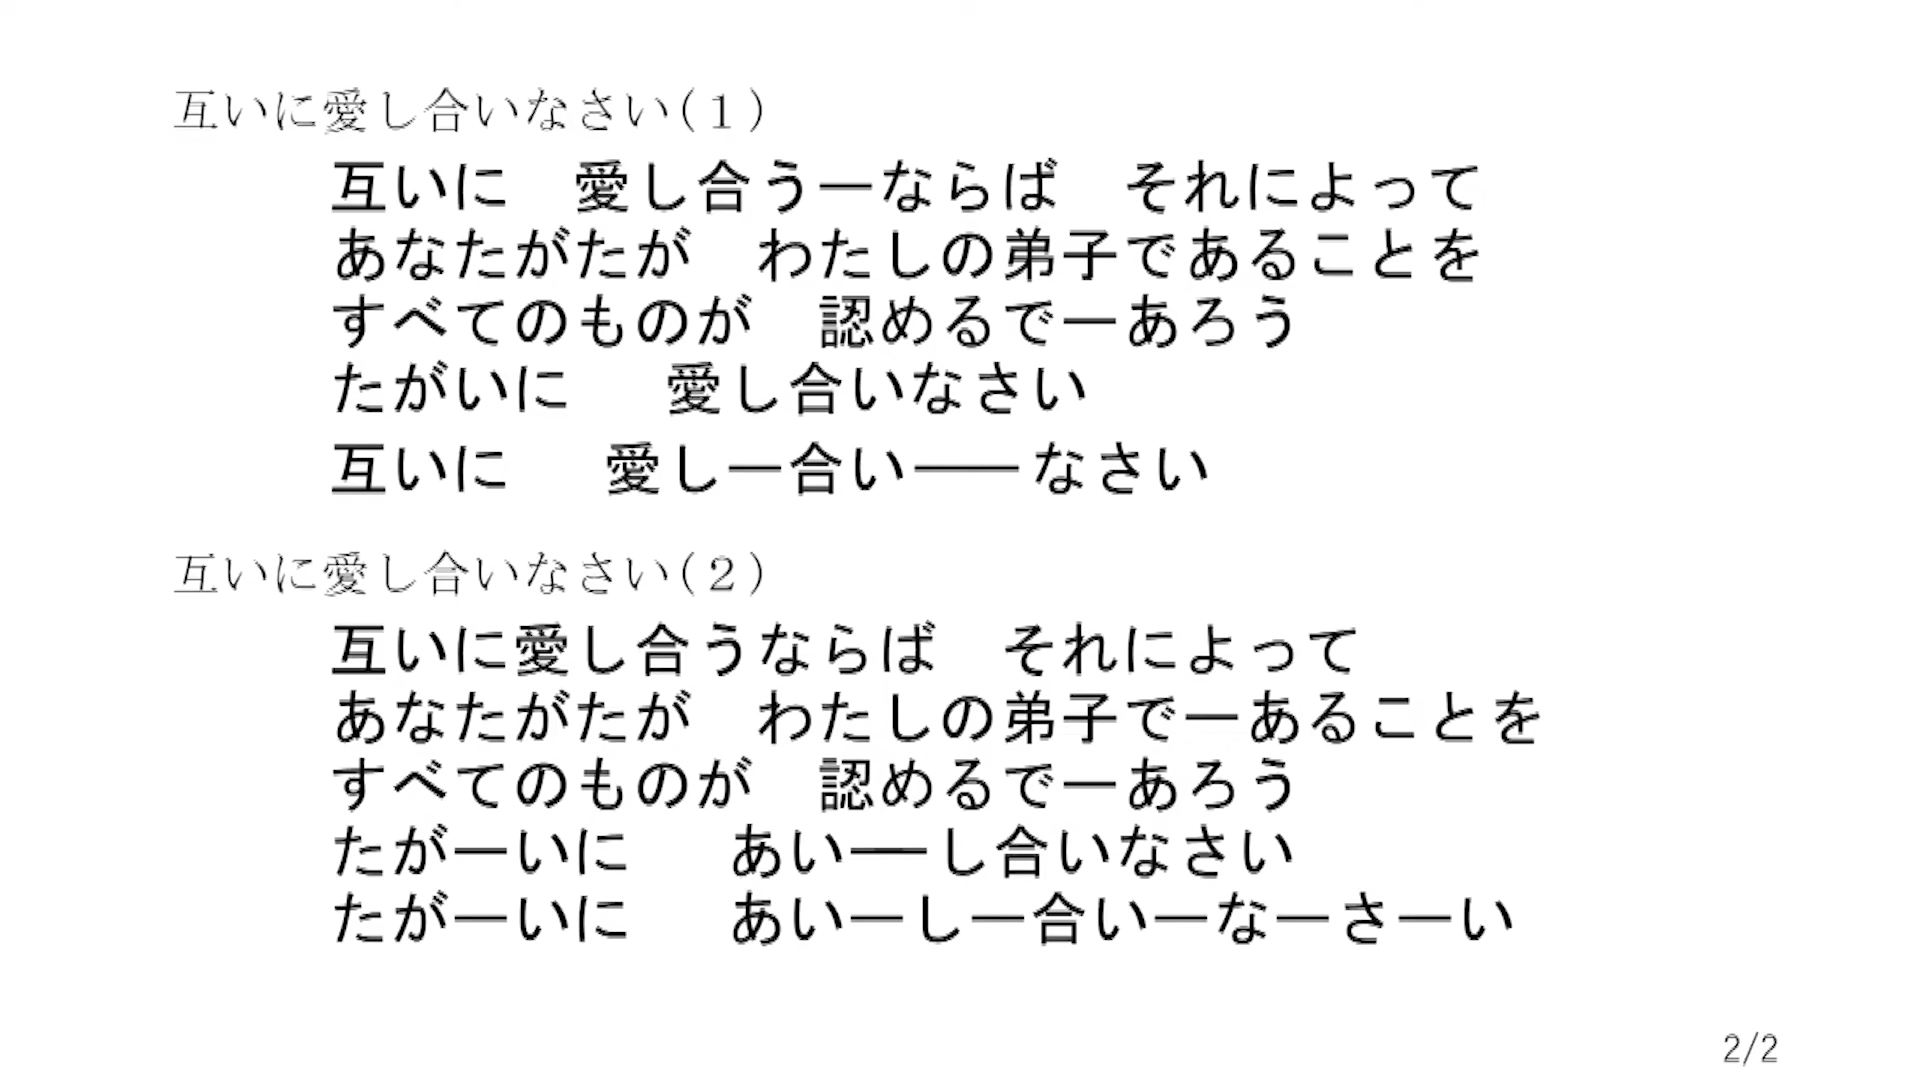 互いに愛し合いなさい(１)
互いに　愛し合うーならば　それによって
あなたがたが　わたしの弟子であることを
すべてのものが　認めるでーあろう
たがいに　愛し合いなさい
互いに　愛しー合い――なさい
互いに愛し合いなさい(２)
互いに愛し合うならば　それによって
あなたがたが　わたしの弟子でーあることを
すべてのものが　認めるでーあろう
たがーいに　あい―し合いなさい
たがーいに　あいーしー合いーなーさーい
2/2